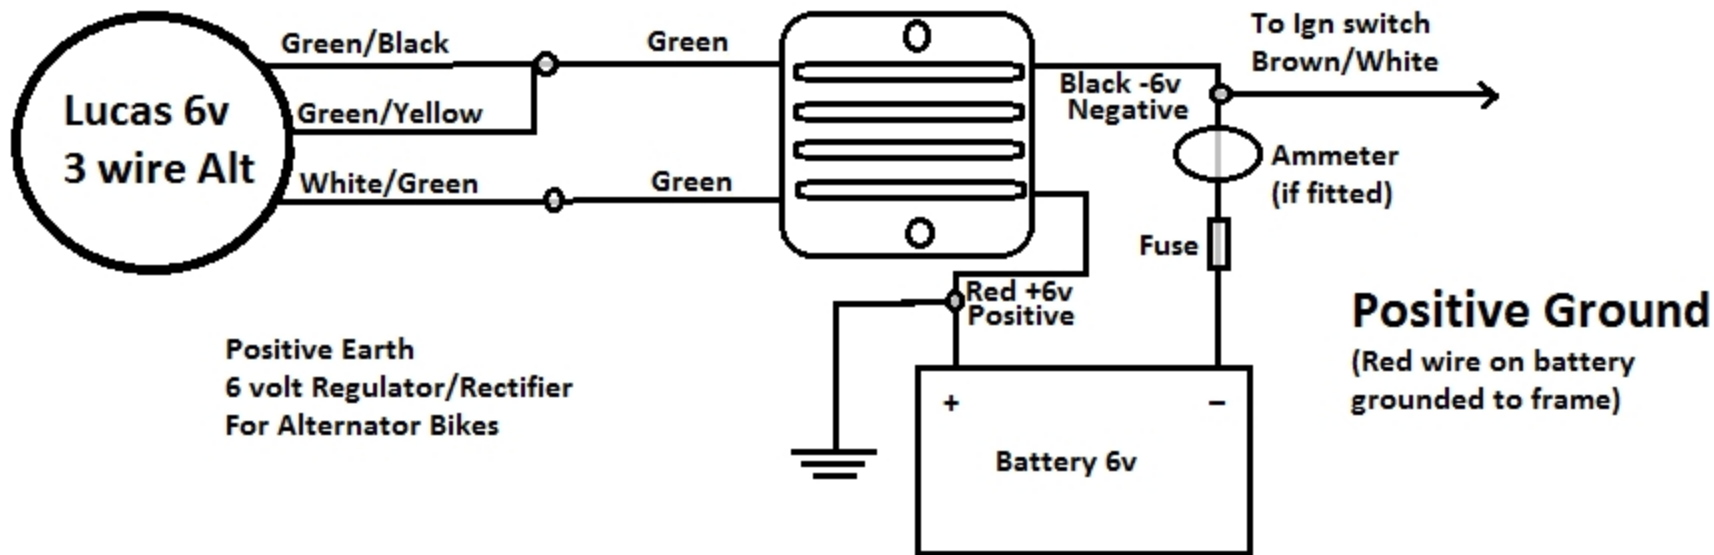 Lucas 6v
3 wire Alt
Green/Black
Green/Yellow
White/Green
Green
Green
Black -6v
Negative
To Ign switch
Brown/White
Ammeter
(if fitted)
Fuse
Red +6v
Positive
Positive Earth
6 volt Regulator/Rectifier
For Alternator Bikes
Positive Ground
(Red wire on battery
grounded to frame)
+
–
Battery 6v